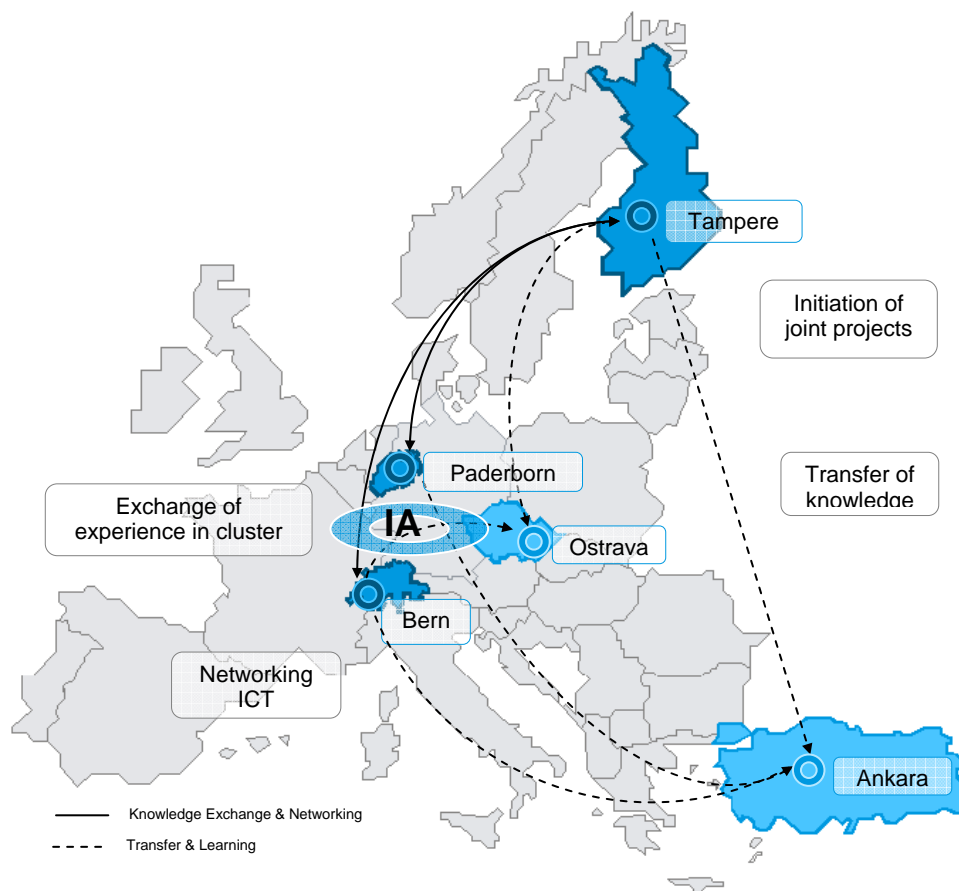 Tampere
Initiation of
joint projects
Paderborn
Transfer of
knowledge
Exchange of
experience in cluster
IA
Ostrava
Bern
Networking
ICT
Ankara
Knowledge Exchange & Networking
Transfer & Learning